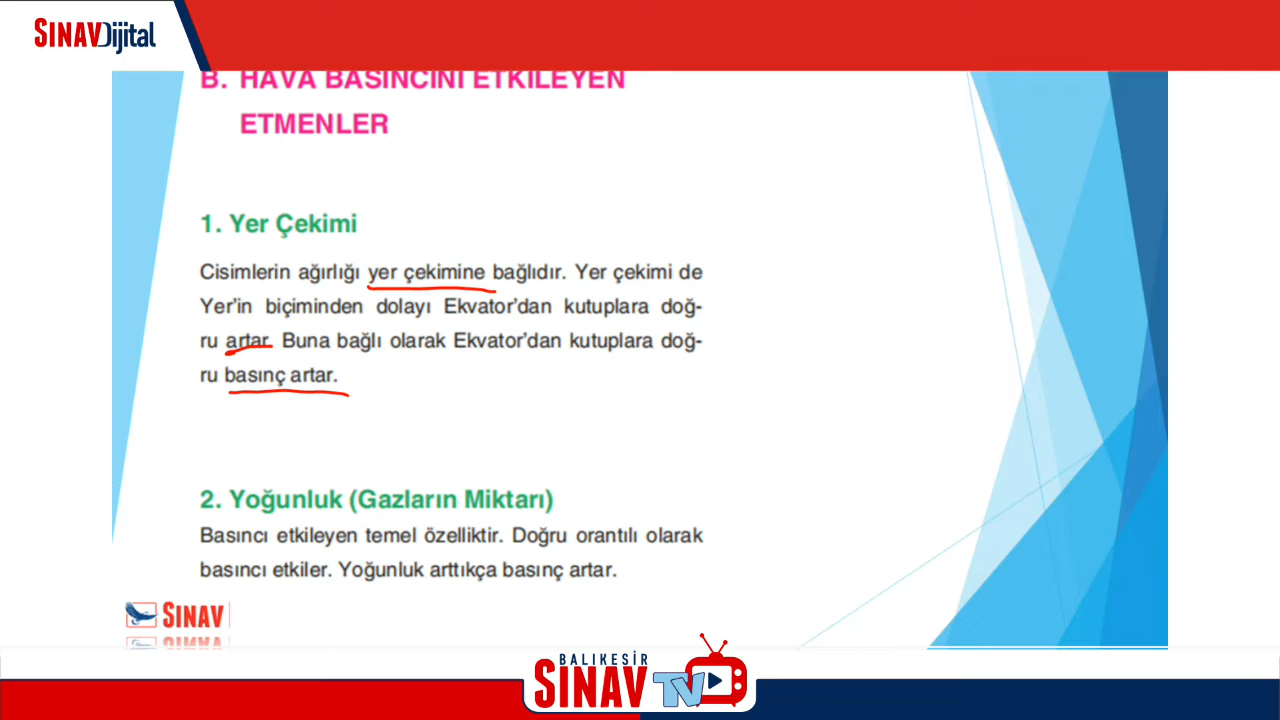 SINAVDijital
B. HAVA BASINCINI ETKİLEYEN
ETMENLER
1. Yer Çekimi
Cisimlerin ağırlığı yer çekimine bağlıdır. Yer çekimi de
Yer'in biçiminden dolayı Ekvator'dan kutuplara doğ-
ru artar. Buna bağlı olarak Ekvator'dan kutuplara doğ-
ru basınç artar.
2. Yoğunluk (Gazların Miktarı)
Basıncı etkileyen temel özelliktir. Doğru orantılı olarak
basıncı etkiler. Yoğunluk arttıkça basınç artar.
SINAV
BALIKESİR
SINAV TV